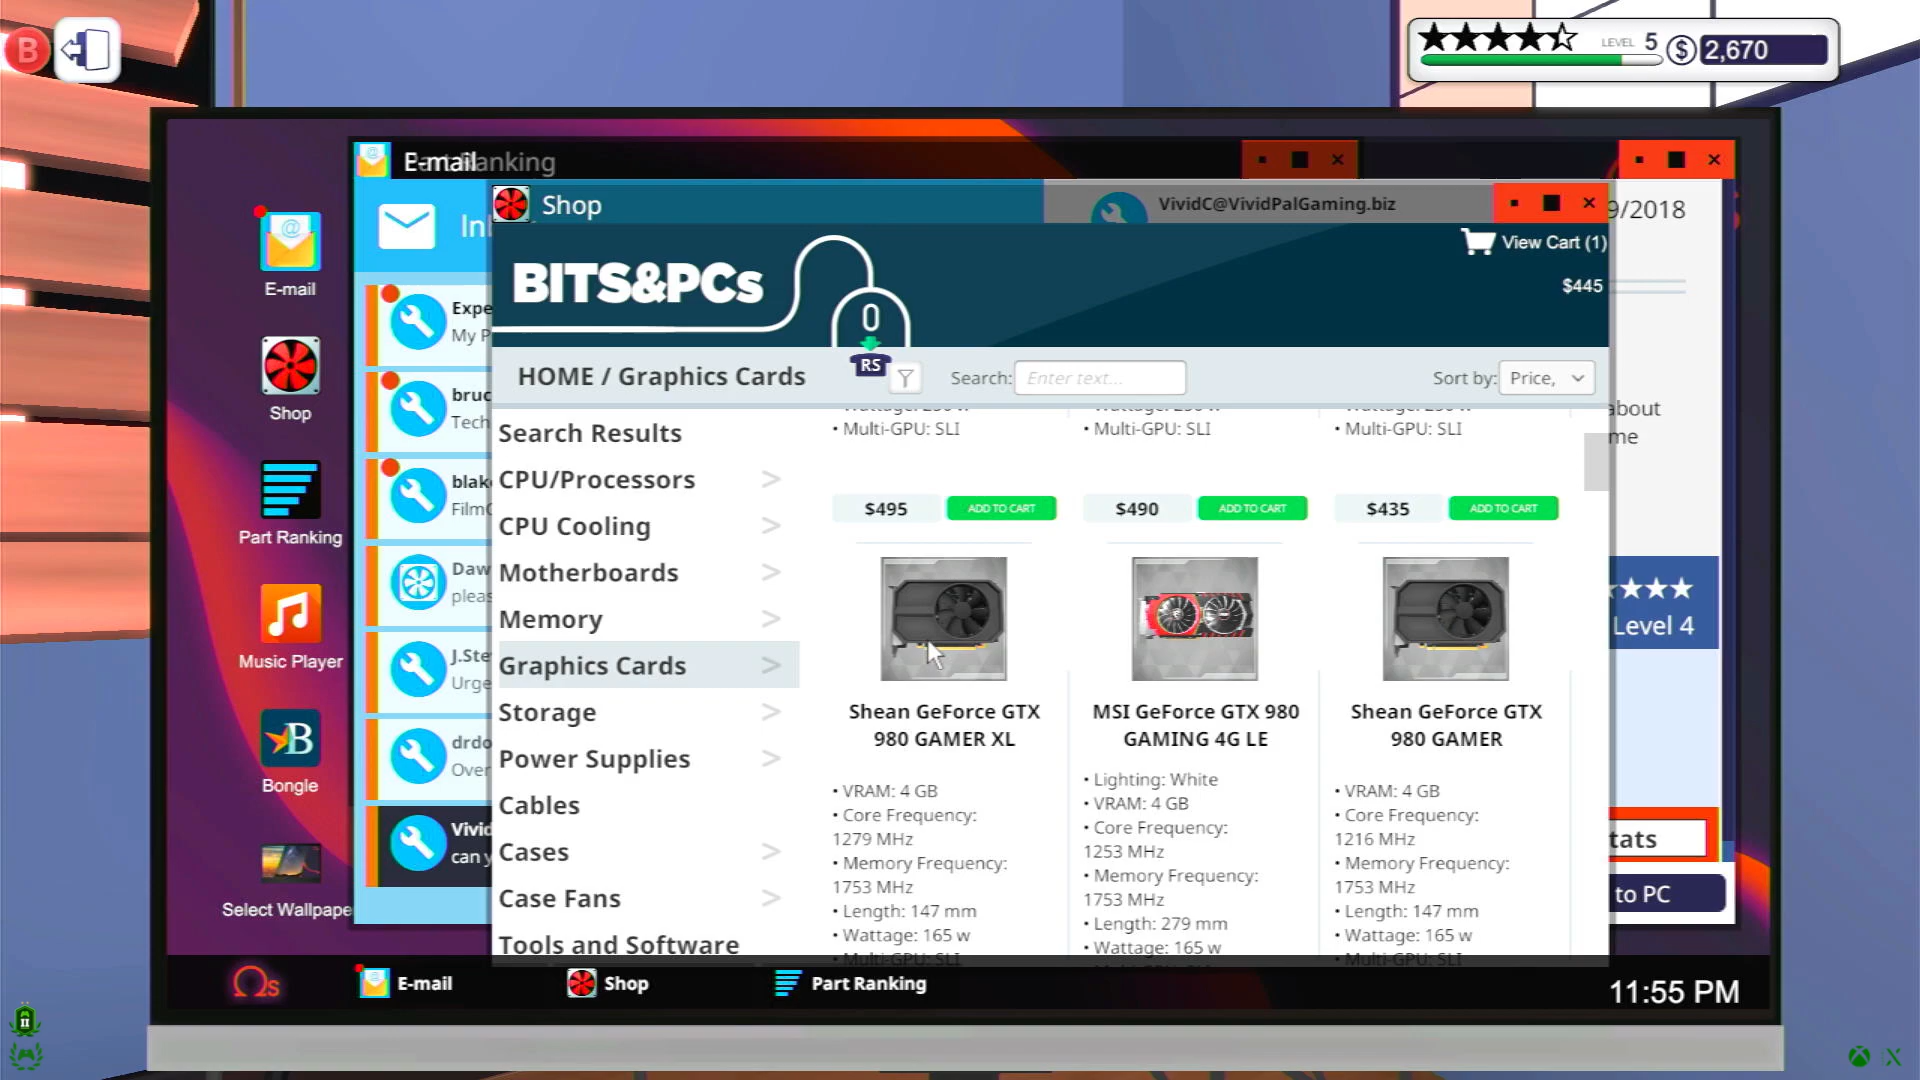 B
LEVEL 5
$ 2,670
E-mail
Part Ranking
Shop
VividC@VividPalGaming.biz
9/2018
View Cart (1)
$445
BITS&PCs
RS
HOME / Graphics Cards
Search:
Enter text...
Sort by:
Price,
E-mail
Shop
Part Ranking
Music Player
Bongle
Select Wallpape
Expe
My P
bruc
Tech
blak
Film
Daw
pleas
J.Ste
Urge
drdo
Over
Vivid
can y
Search Results
CPU/Processors >
CPU Cooling >
Motherboards >
Memory >
Graphics Cards >
Storage >
Power Supplies >
Cables
Cases >
Case Fans >
Tools and Software
• Multi-GPU: SLI
• Multi-GPU: SLI
• Multi-GPU: SLI
$495
ADD TO CART
$490
ADD TO CART
$435
ADD TO CART
Shean GeForce GTX
980 GAMER XL
• VRAM: 4 GB
• Core Frequency:
1279 MHz
• Memory Frequency:
1753 MHz
• Length: 147 mm
• Wattage: 165 w
• Multi-GPU: SLI
MSI GeForce GTX 980
GAMING 4G LE
• Lighting: White
• VRAM: 4 GB
• Core Frequency:
1253 MHz
• Memory Frequency:
1753 MHz
• Length: 279 mm
• Wattage: 165 w
Shean GeForce GTX
980 GAMER
• VRAM: 4 GB
• Core Frequency:
1216 MHz
• Memory Frequency:
1753 MHz
• Length: 147 mm
• Wattage: 165 w
• Multi-GPU: SLI
about
me
Level 4
tats
to PC
Ωs
E-mail
Shop
Part Ranking
11:55 PM
II
X